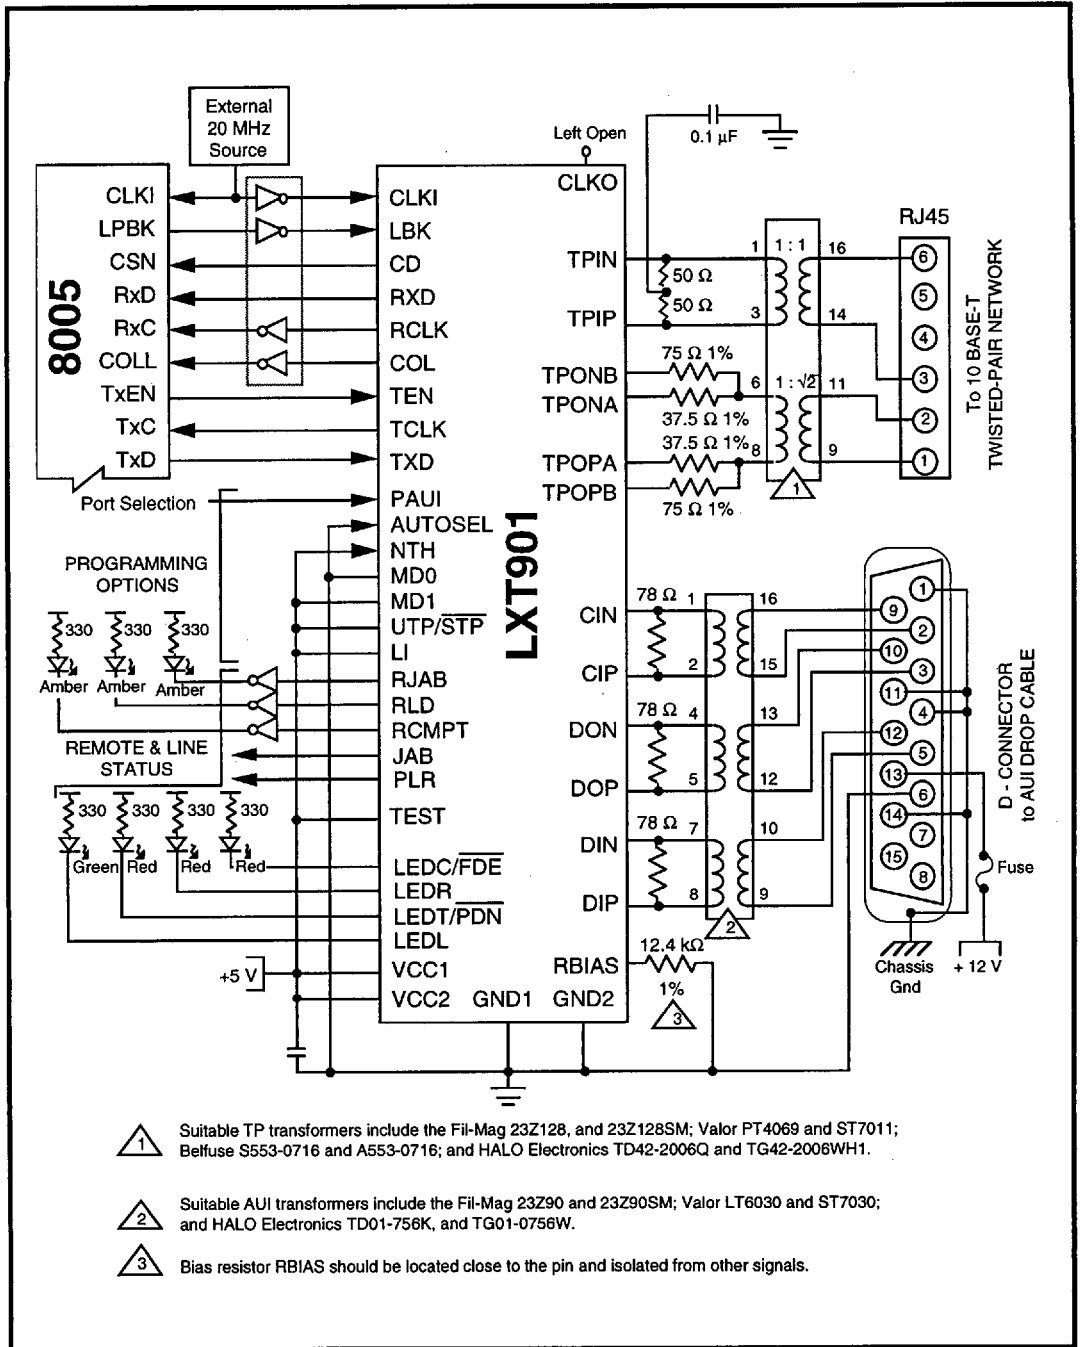 External
20 MHz
Source
Left Open
0.1 µF
8005
CLKI
LPBK
CSN
RxD
RxC
COLL
TxEN
TxC
TxD
Port Selection
PROGRAMMING
OPTIONS
330
330
330
Amber
Amber
Amber
REMOTE & LINE
STATUS
330
330
330
330
Green
Red
Red
Red
+5 V
LXT901
CLKI
LBK
CD
RXD
RCLK
COL
TEN
TCLK
TXD
PAUI
AUTOSEL
NTH
MD0
MD1
UTP/STP
LI
RJAB
RLD
RCMPT
JAB
PLR
TEST
LEDC/FDE
LEDR
LEDT/PDN
LEDL
VCC1
VCC2
GND1
GND2
CLKO
TPIN
TPIP
TPONB
TPONA
TPOPA
TPOPB
CIN
CIP
DON
DOP
DIN
DIP
RBIAS
50 Ω
50 Ω
75 Ω 1%
37.5 Ω 1%
37.5 Ω 1%
75 Ω 1%
1
1 : 1
16
3
14
6
1 : √2
11
8
9
1
RJ45
6
5
4
3
2
1
To 10 BASE-T
TWISTED-PAIR NETWORK
78 Ω
1
16
2
15
78 Ω
4
13
5
12
78 Ω
7
10
8
9
2
12.4 kΩ
1%
3
1
9
2
10
3
11
4
12
5
13
6
14
7
15
8
D - CONNECTOR
to AUI DROP CABLE
Fuse
Chassis
Gnd
+ 12 V
1
Suitable TP transformers include the Fil-Mag 23Z128, and 23Z128SM; Valor PT4069 and ST7011;
Belfuse S553-0716 and A553-0716; and HALO Electronics TD42-2006Q and TG42-2006WH1.
2
Suitable AUI transformers include the Fil-Mag 23Z90 and 23Z90SM; Valor LT6030 and ST7030;
and HALO Electronics TD01-756K, and TG01-0756W.
3
Bias resistor RBIAS should be located close to the pin and isolated from other signals.